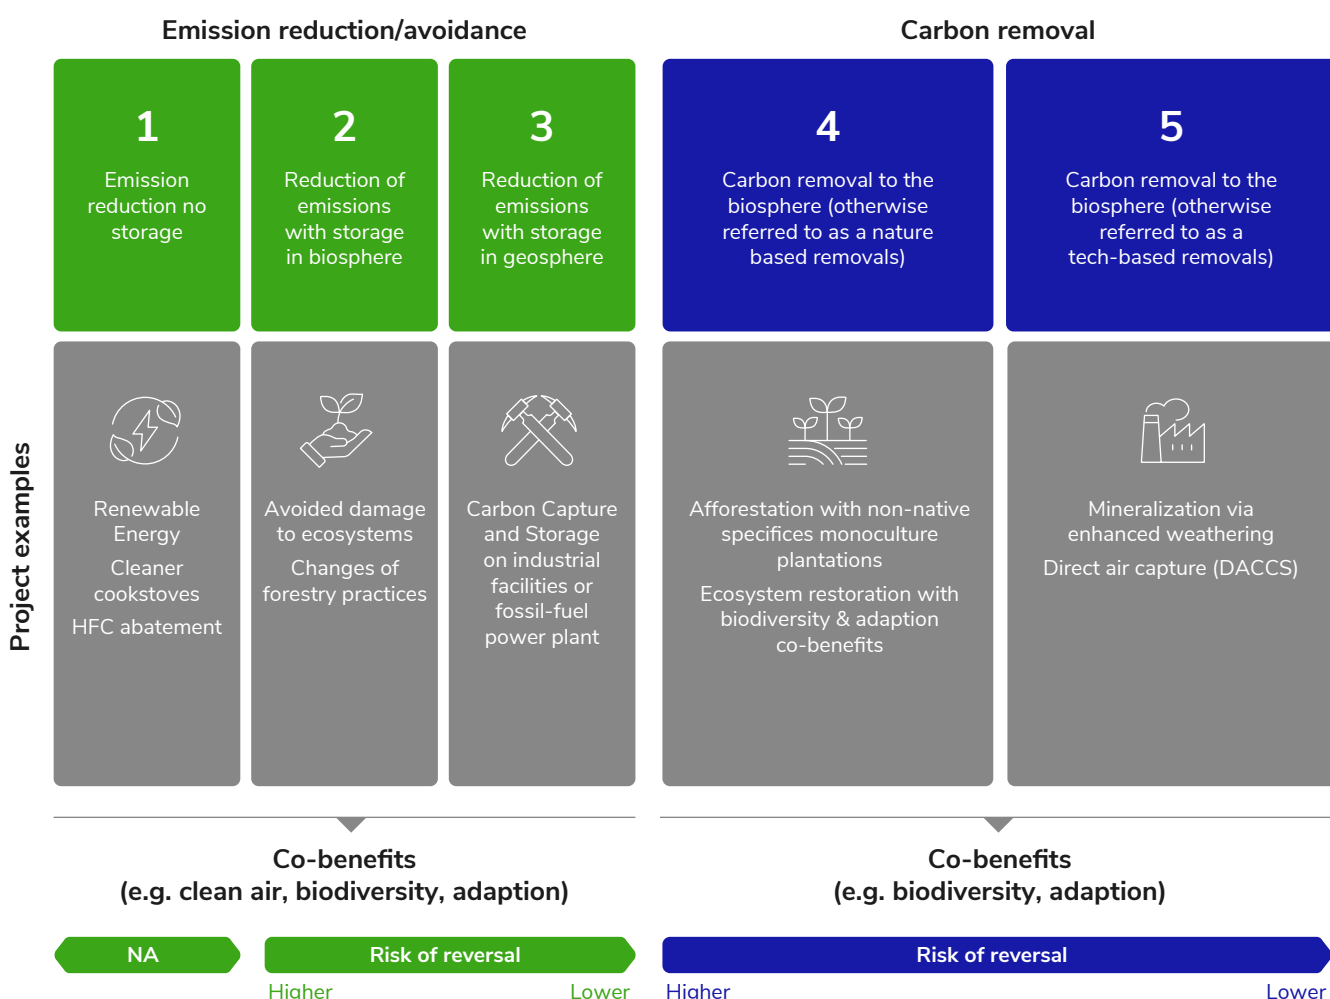 Emission reduction/avoidance
Carbon removal
1
Emission
reduction no
storage
2
Reduction of
emissions
with storage
in biosphere
3
Reduction of
emissions
with storage
in geosphere
4
Carbon removal to the
biosphere (otherwise
referred to as a nature
based removals)
5
Carbon removal to the
biosphere (otherwise
referred to as a
tech-based removals)
Project examples
Renewable
Energy
Cleaner
cookstoves
HFC abatement
Avoided damage
to ecosystems
Changes of
forestry practices
Carbon Capture
and Storage
on industrial
facilities or
fossil-fuel
power plant
Afforestation with non-native
specifices monoculture
plantations
Ecosystem restoration with
biodiversity & adaption
co-benefits
Mineralization via
enhanced weathering
Direct air capture (DACCS)
Co-benefits
(e.g. clean air, biodiversity, adaption)
Co-benefits
(e.g. biodiversity, adaption)
NA
Risk of reversal
Higher
Lower
Risk of reversal
Higher
Lower